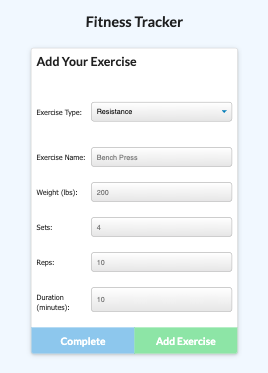 Fitness Tracker
Add Your Exercise
Exercise Type: Resistance
Exercise Name: Bench Press
Weight (lbs): 200
Sets: 4
Reps: 10
Duration (minutes): 10
Complete Add Exercise